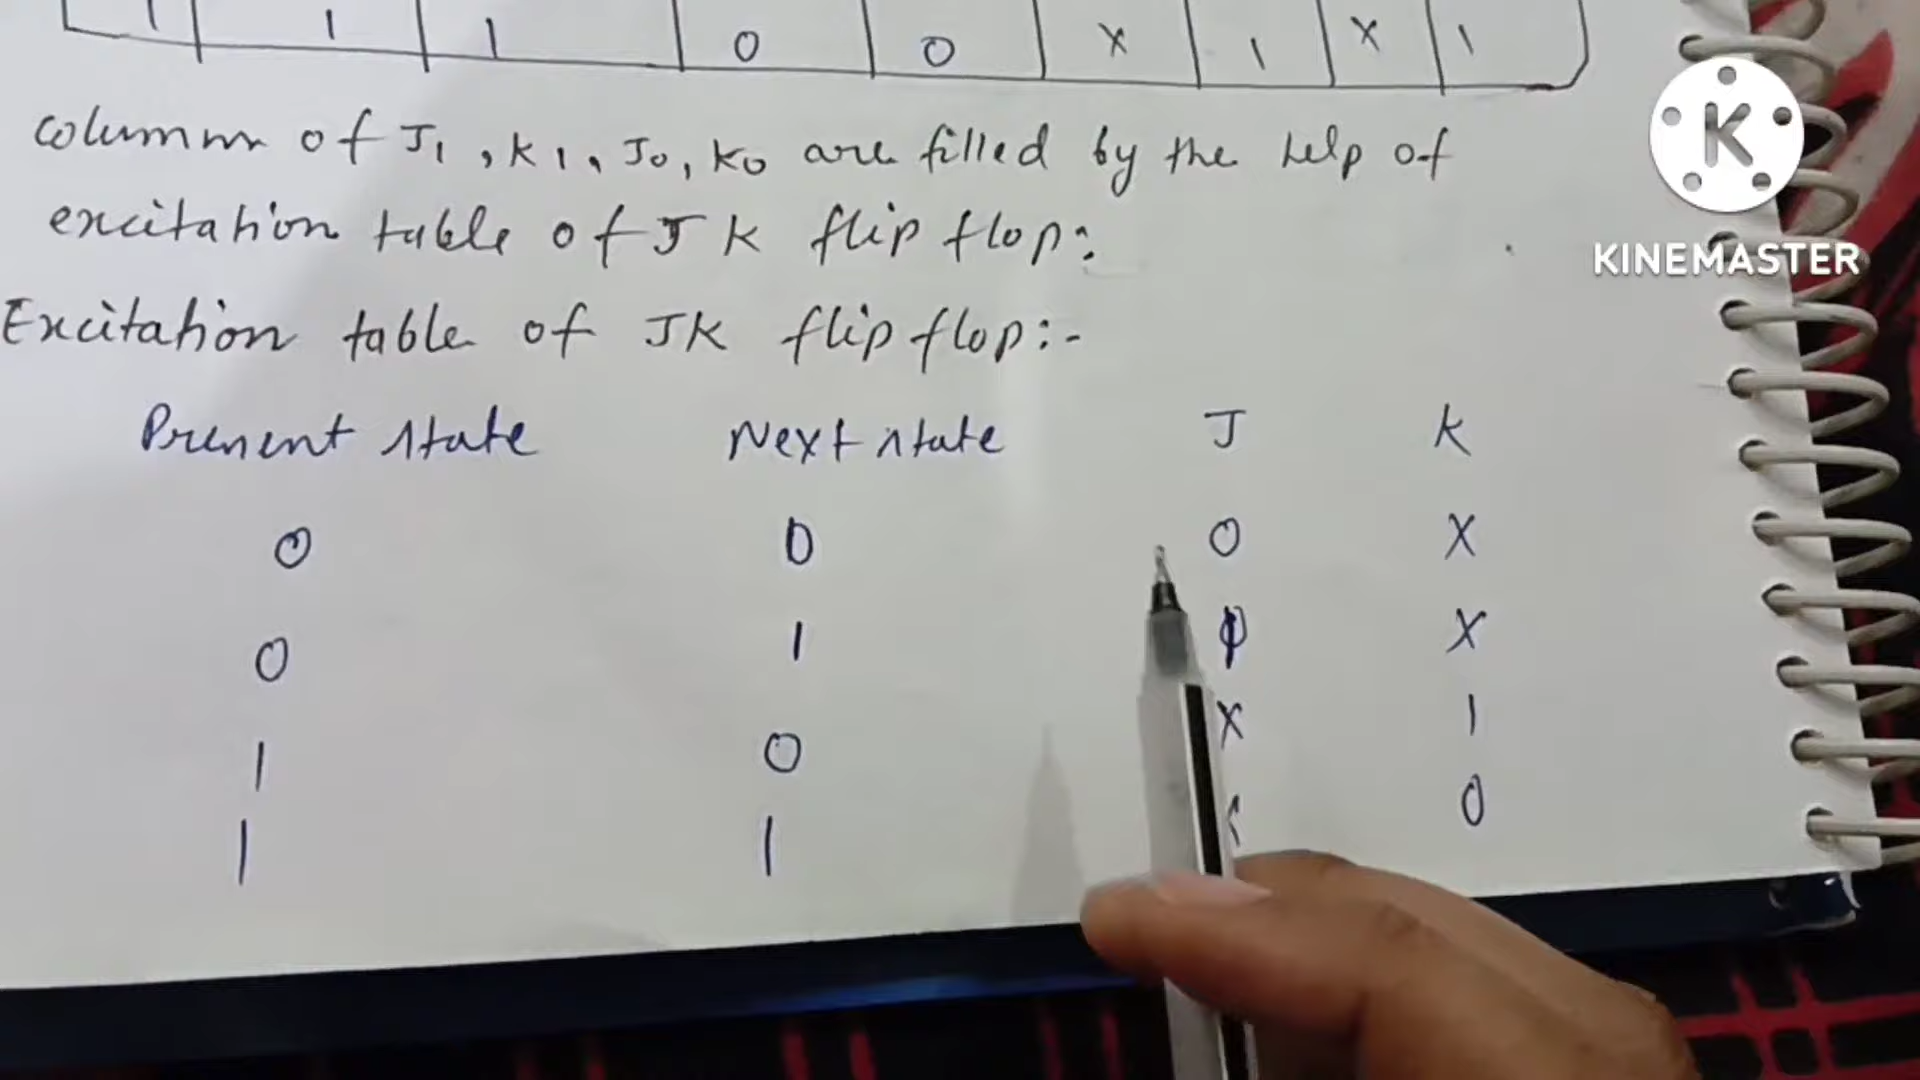 1 1 1 0 0 X 1 X 1
column of J1, K1, J0, K0 are filled by the help of
excitation table of JK flip flop:
K
KINEMASTER
Excitation table of JK flip flop:-
Present state Next state J K
0 0 0 X
0 1 1 X
1 0 X 1
1 1 0